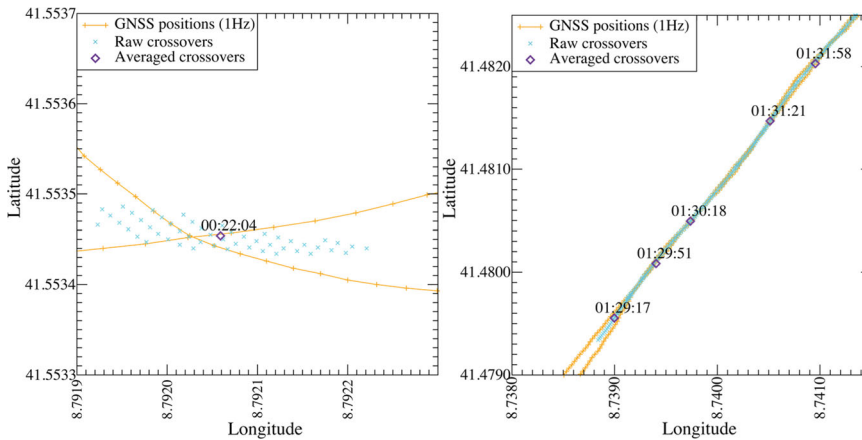 41.5537
GNSS positions (1Hz)
Raw crossovers
Averaged crossovers
41.5536
41.5535
41.5534
41.5533
Latitude
00:22:04
8.7919
8.7920
8.7921
8.7922
Longitude
GNSS positions (1Hz)
Raw crossovers
Averaged crossovers
41.4820
41.4810
41.4800
41.4790
Latitude
01:31:58
01:31:21
01:30:18
01:29:51
01:29:17
8.7380
8.7390
8.7400
8.7410
Longitude